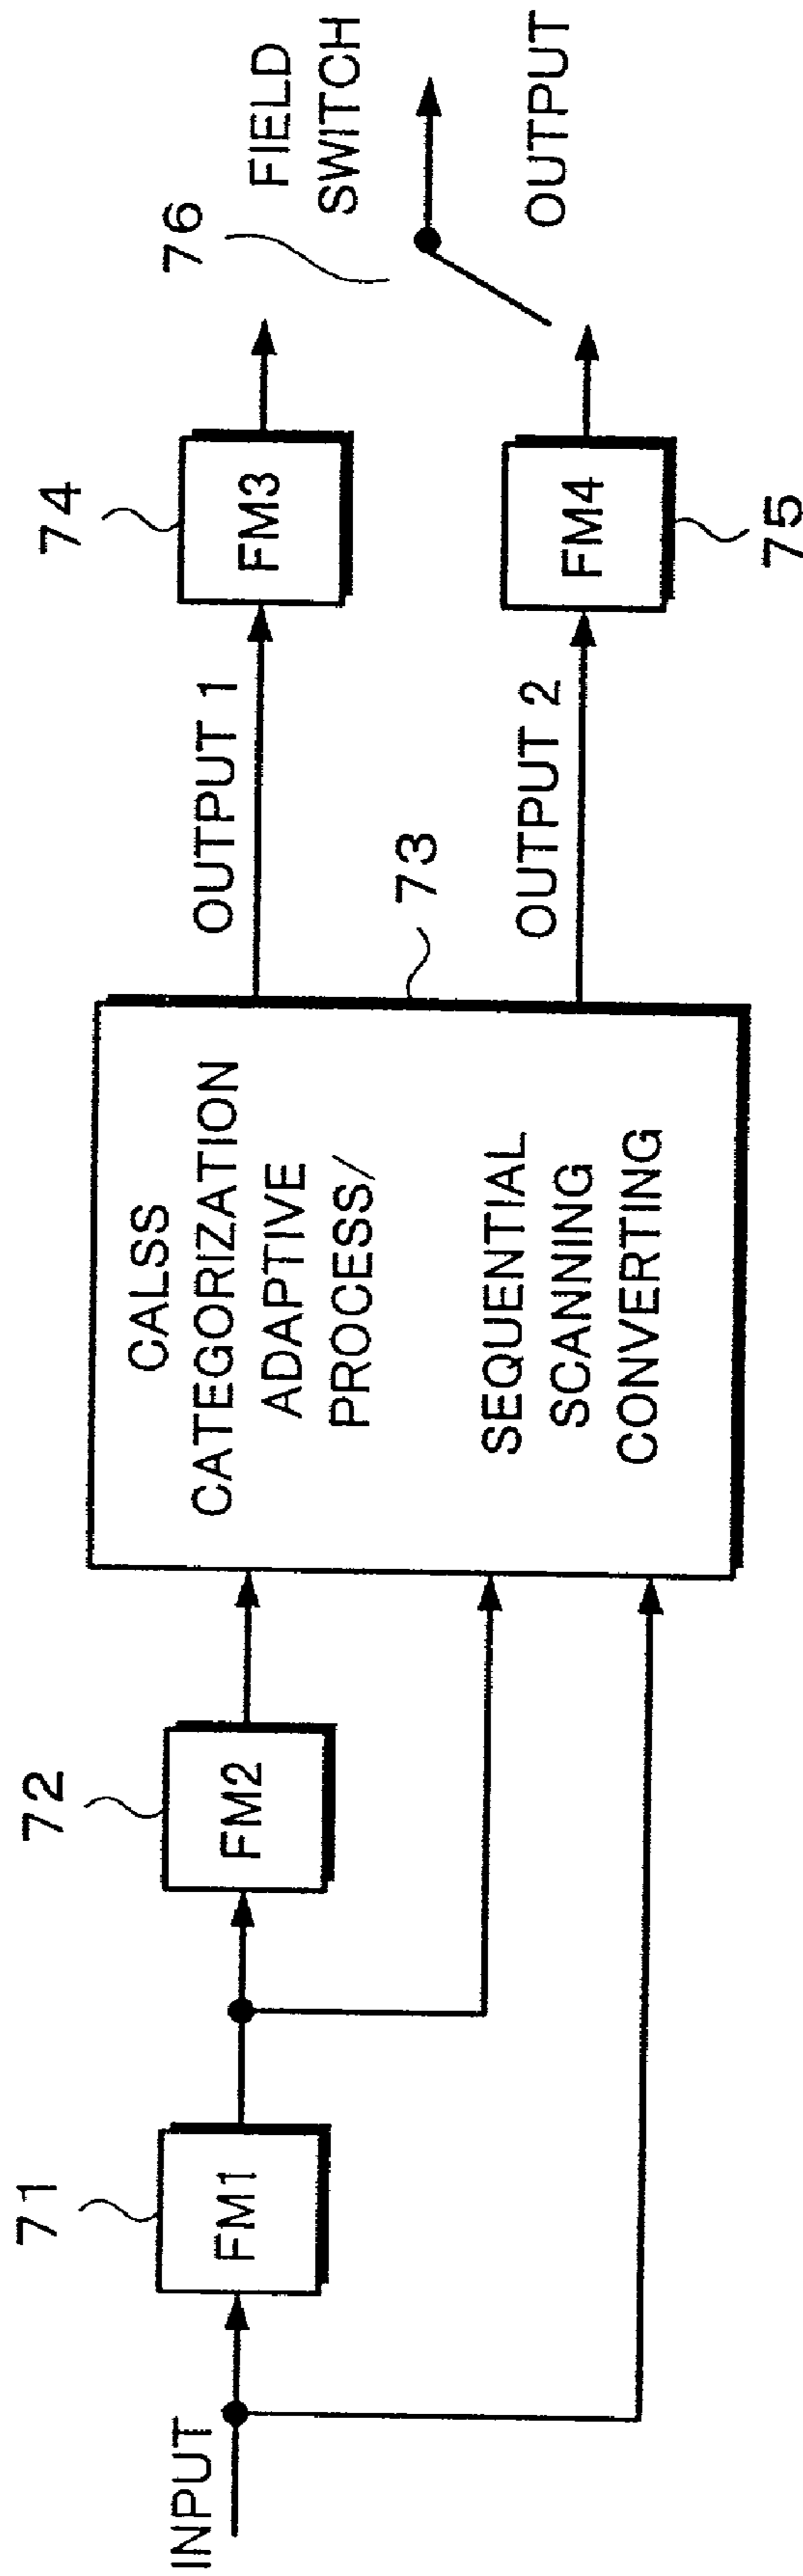 INPUT
71
FM1
72
FM2
CALSS
CATEGORIZATION
ADAPTIVE
PROCESS/
SEQUENTIAL
SCANNING
CONVERTING
73
OUTPUT 1
OUTPUT 2
74
FM3
FM4
75
76
FIELD
SWITCH
OUTPUT